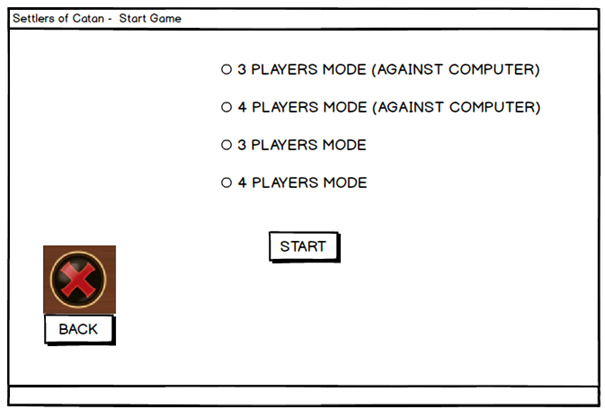 Settlers of Catan - Start Game
3 PLAYERS MODE (AGAINST COMPUTER)
4 PLAYERS MODE (AGAINST COMPUTER)
3 PLAYERS MODE
4 PLAYERS MODE
START
BACK